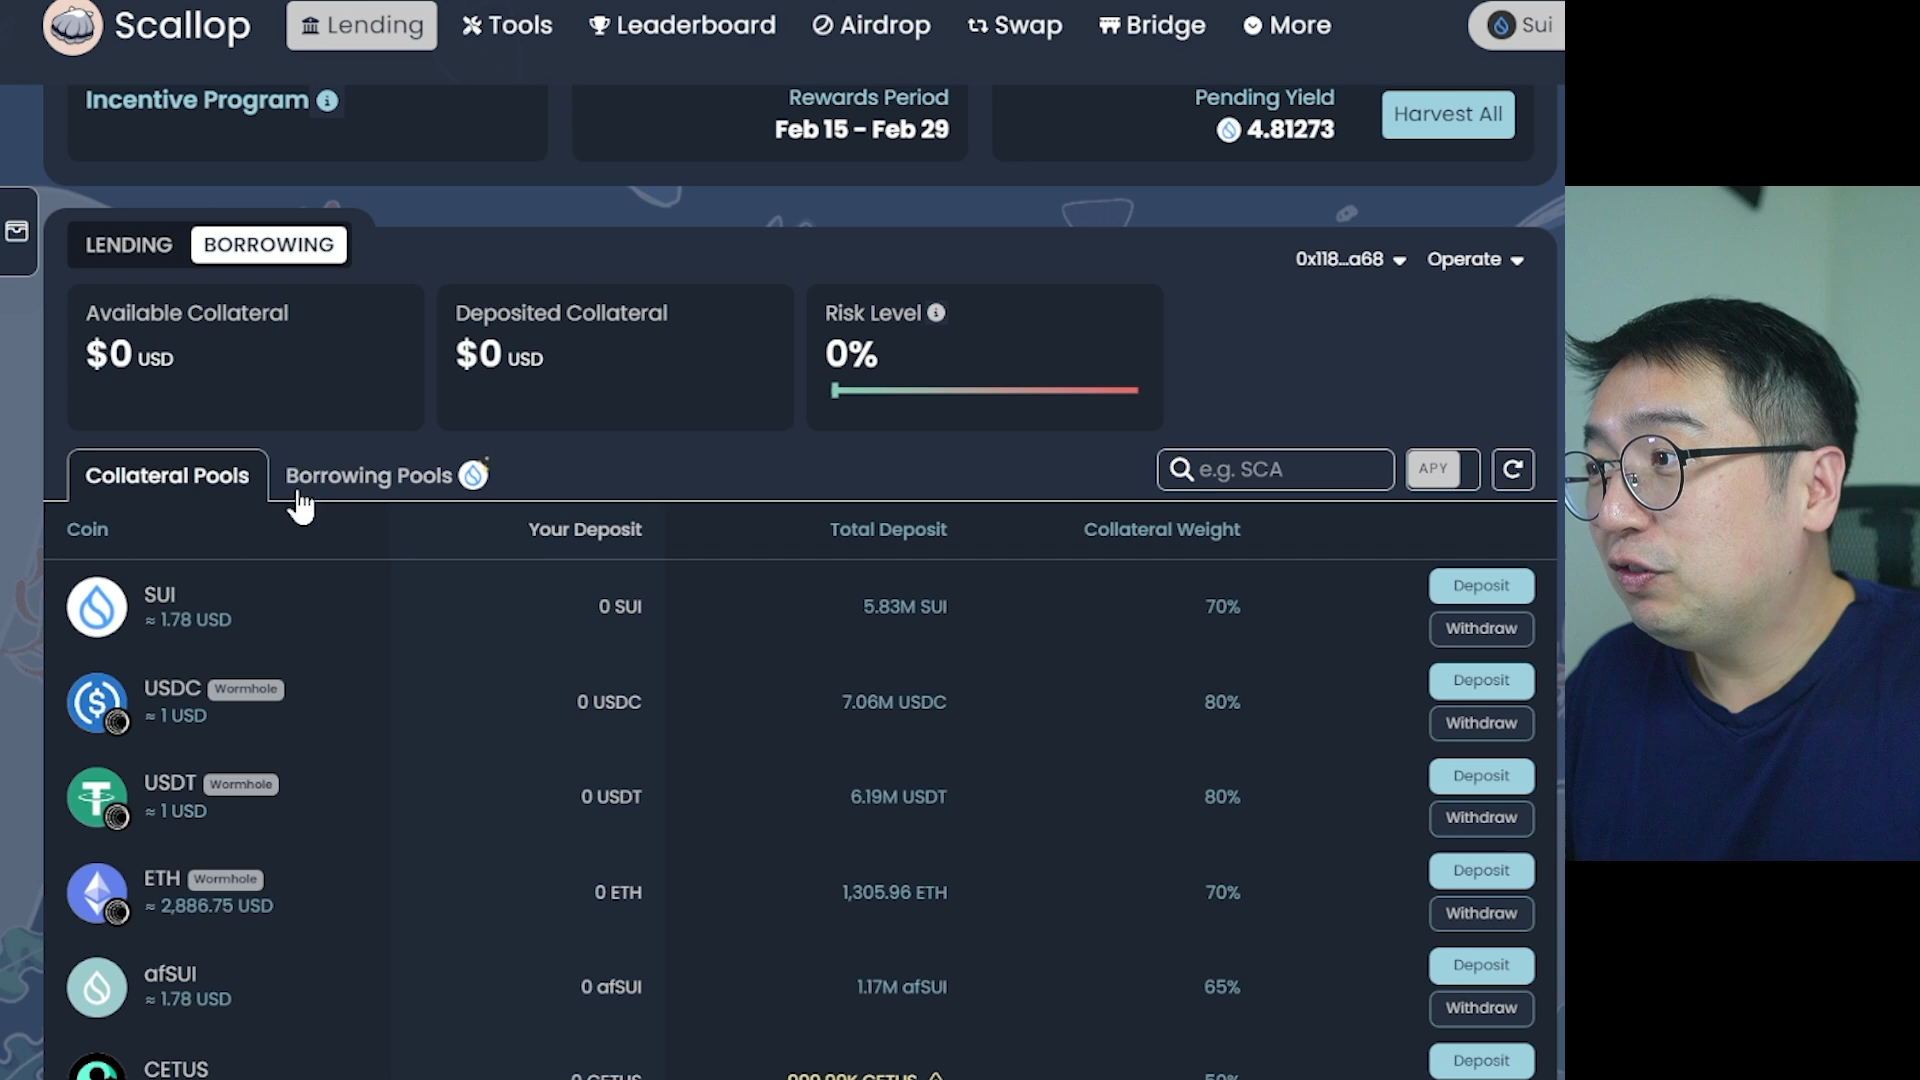 Scallop
Lending
Tools
Leaderboard
Airdrop
Swap
Bridge
More
Sui
Incentive Program
Rewards Period
Feb 15 - Feb 29
Pending Yield
4.81273
Harvest All
LENDING
BORROWING
0x118...a68
Operate
Available Collateral
$0 USD
Deposited Collateral
$0 USD
Risk Level
0%
Collateral Pools
Borrowing Pools
e.g. SCA
APY
Coin
Your Deposit
Total Deposit
Collateral Weight
SUI
≈ 1.78 USD
0 SUI
5.83M SUI
70%
Deposit
Withdraw
USDC Wormhole
≈ 1 USD
0 USDC
7.06M USDC
80%
Deposit
Withdraw
USDT Wormhole
≈ 1 USD
0 USDT
6.19M USDT
80%
Deposit
Withdraw
ETH Wormhole
≈ 2,886.75 USD
0 ETH
1,305.96 ETH
70%
Deposit
Withdraw
afSUI
≈ 1.78 USD
0 afSUI
1.17M afSUI
65%
Deposit
Withdraw
CETUS
0 CETUS
Deposit